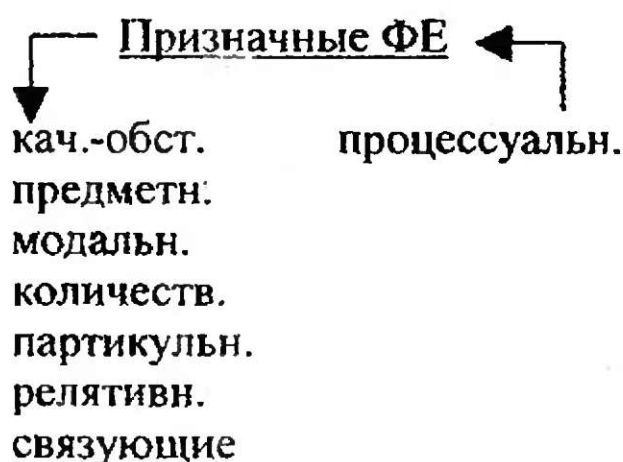 Призначные ФЕ
кач.-обст. процессуальн.
предметн.
модальн.
количеств.
партикульн.
релятивн.
связующие